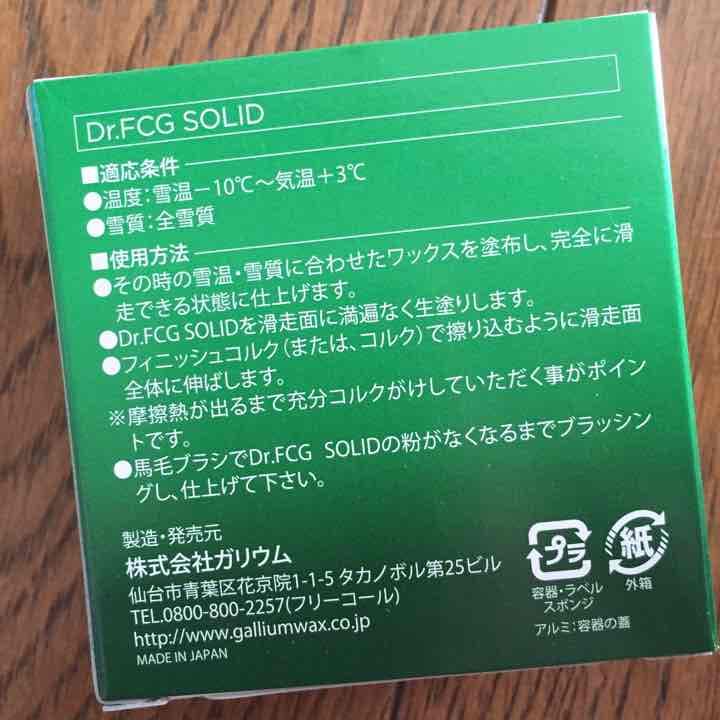 Dr.FCG SOLID
■適応条件
●温度：雪温－10℃～気温＋3℃
●雪質：全雪質
■使用方法
●その時の雪温・雪質に合わせたワックスを塗布し、完全に滑
走できる状態に仕上げます。
●Dr.FCG SOLIDを滑走面に満遍なく生塗りします。
●フィニッシュコルク（または、コルク）で擦り込むように滑走面
全体に伸ばします。
※摩擦熱が出るまで充分コルクがけしていただく事がポイン
トです。
●馬毛ブラシでDr.FCG SOLIDの粉がなくなるまでブラッシン
グし、仕上げて下さい。
製造・発売元
株式会社ガリウム
仙台市青葉区花京院1-1-5 タカノボル第25ビル
TEL.0800-800-2257(フリーコール)
http://www.galliumwax.co.jp
MADE IN JAPAN
プラ
容器・ラベル
スポンジ
紙
外箱
アルミ：容器の蓋